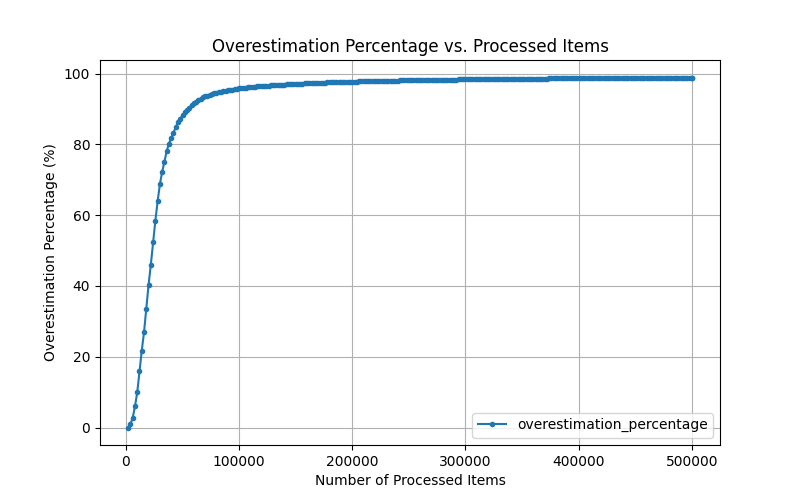 Overestimation Percentage vs. Processed Items
Overestimation Percentage (%)
100
80
60
40
20
0
overestimation_percentage
0 100000 200000 300000 400000 500000
Number of Processed Items